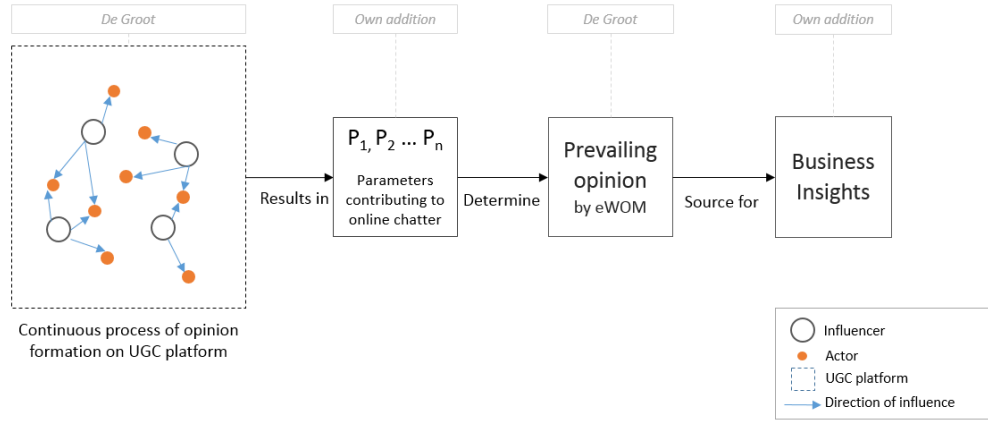 De Groot
Own addition
De Groot
Own addition
P1, P2 ... Pn
Parameters
contributing to
online chatter
Prevailing
opinion
by eWOM
Business
Insights
Results in
Determine
Source for
Continuous process of opinion
formation on UGC platform
Influencer
Actor
UGC platform
Direction of influence